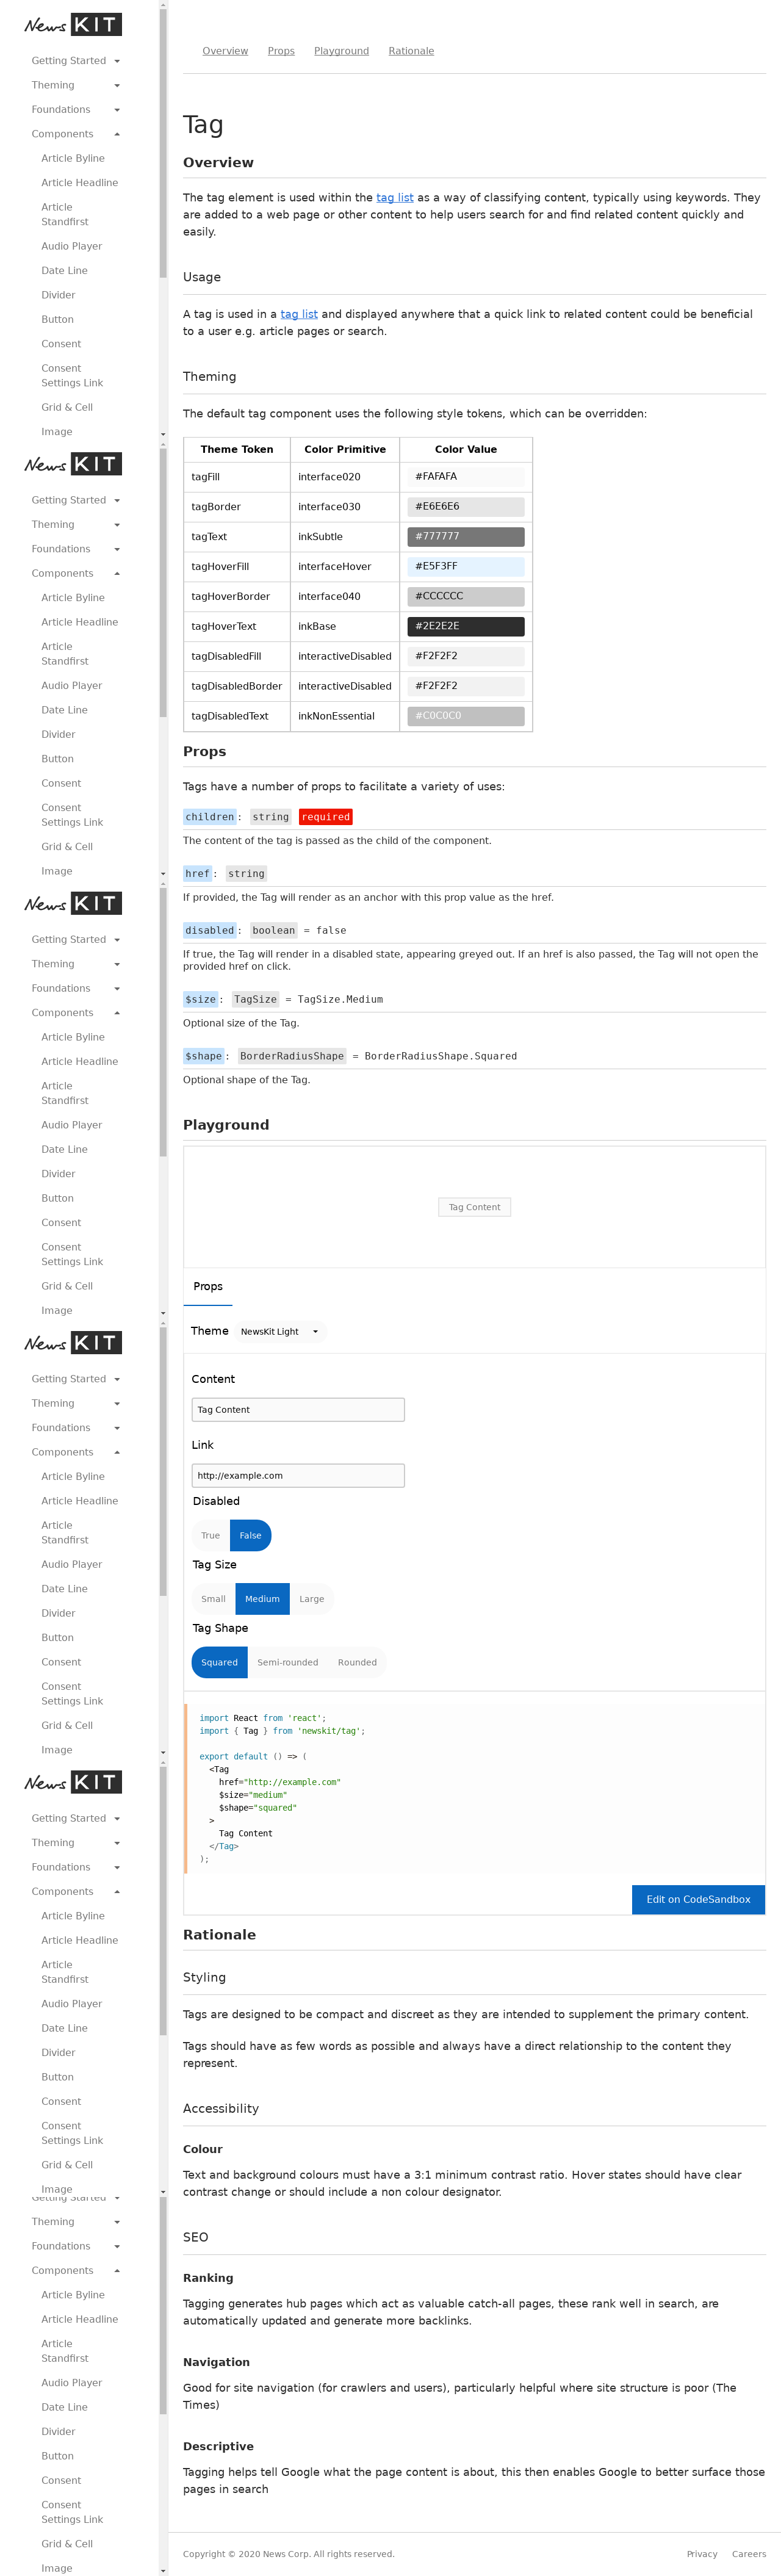 News KIT
Getting Started
Theming
Foundations
Components
Article Byline
Article Headline
Article
Standfirst
Audio Player
Date Line
Divider
Button
Consent
Consent
Settings Link
Grid & Cell
Image
News KIT
Getting Started
Theming
Foundations
Components
Article Byline
Article Headline
Article
Standfirst
Audio Player
Date Line
Divider
Button
Consent
Consent
Settings Link
Grid & Cell
Image
News KIT
Getting Started
Theming
Foundations
Components
Article Byline
Article Headline
Article
Standfirst
Audio Player
Date Line
Divider
Button
Consent
Consent
Settings Link
Grid & Cell
Image
News KIT
Getting Started
Theming
Foundations
Components
Article Byline
Article Headline
Article
Standfirst
Audio Player
Date Line
Divider
Button
Consent
Consent
Settings Link
Grid & Cell
Image
News KIT
Getting Started
Theming
Foundations
Components
Article Byline
Article Headline
Article
Standfirst
Audio Player
Date Line
Divider
Button
Consent
Consent
Settings Link
Grid & Cell
Image
Getting Started
Theming
Foundations
Components
Article Byline
Article Headline
Article
Standfirst
Audio Player
Date Line
Divider
Button
Consent
Consent
Settings Link
Grid & Cell
Image
Overview Props Playground Rationale
Tag
Overview
The tag element is used within the tag list as a way of classifying content, typically using keywords. They
are added to a web page or other content to help users search for and find related content quickly and
easily.
Usage
A tag is used in a tag list and displayed anywhere that a quick link to related content could be beneficial
to a user e.g. article pages or search.
Theming
The default tag component uses the following style tokens, which can be overridden:
Theme Token Color Primitive Color Value
tagFill interface020 #FAFAFA
tagBorder interface030 #E6E6E6
tagText inkSubtle #777777
tagHoverFill interfaceHover #E5F3FF
tagHoverBorder interface040 #CCCCCC
tagHoverText inkBase #2E2E2E
tagDisabledFill interactiveDisabled #F2F2F2
tagDisabledBorder interactiveDisabled #F2F2F2
tagDisabledText inkNonEssential #C0C0C0
Props
Tags have a number of props to facilitate a variety of uses:
children: string required
The content of the tag is passed as the child of the component.
href: string
If provided, the Tag will render as an anchor with this prop value as the href.
disabled: boolean = false
If true, the Tag will render in a disabled state, appearing greyed out. If an href is also passed, the Tag will not open the
provided href on click.
$size: TagSize = TagSize.Medium
Optional size of the Tag.
$shape: BorderRadiusShape = BorderRadiusShape.Squared
Optional shape of the Tag.
Playground
Tag Content
Props
Theme NewsKit Light
Content
Tag Content
Link
http://example.com
Disabled
True False
Tag Size
Small Medium Large
Tag Shape
Squared Semi-rounded Rounded
import React from 'react';
import { Tag } from 'newskit/tag';
export default () => (
<Tag
href="http://example.com"
$size="medium"
$shape="squared"
>
Tag Content
</Tag>
);
Edit on CodeSandbox
Rationale
Styling
Tags are designed to be compact and discreet as they are intended to supplement the primary content.
Tags should have as few words as possible and always have a direct relationship to the content they
represent.
Accessibility
Colour
Text and background colours must have a 3:1 minimum contrast ratio. Hover states should have clear
contrast change or should include a non colour designator.
SEO
Ranking
Tagging generates hub pages which act as valuable catch-all pages, these rank well in search, are
automatically updated and generate more backlinks.
Navigation
Good for site navigation (for crawlers and users), particularly helpful where site structure is poor (The
Times)
Descriptive
Tagging helps tell Google what the page content is about, this then enables Google to better surface those
pages in search
Copyright © 2020 News Corp. All rights reserved. Privacy Careers